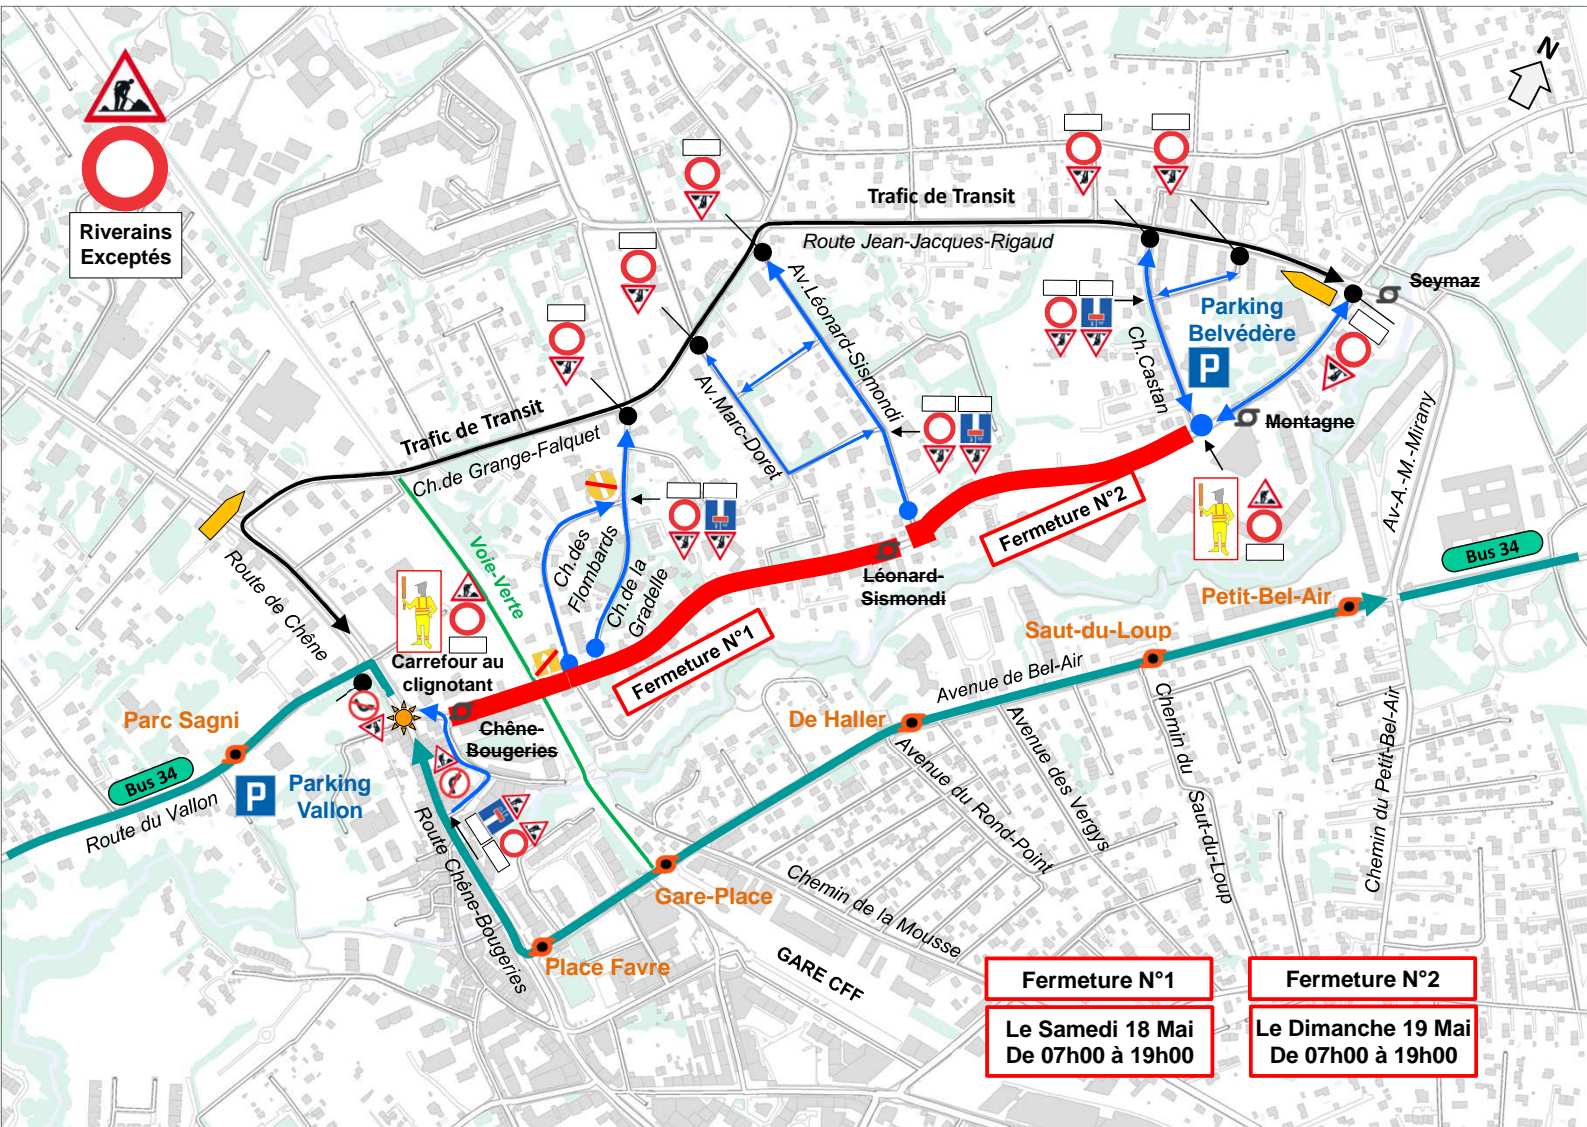 N
Riverains
Exceptés
Trafic de Transit
Route Jean-Jacques-Rigaud
Seymaz
Av.Léonard-Sismondi
Parking
Belvédère
P
Ch.Castan
Montagne
Av-A.-M.-Mirany
Trafic de Transit
Ch.de Grange-Falquet
Av.Marc-Doret
Fermeture N°2
Bus 34
Voie-Verte
Ch.des
Flombards
Ch.de la
Gradelle
Léonard-
Sismondi
Petit-Bel-Air
Saut-du-Loup
Route de Chêne
Carrefour au
clignotant
Fermeture N°1
Avenue de Bel-Air
Parc Sagni
Chêne-
Bougeries
De Haller
Bus 34
P
Parking
Vallon
Route du Vallon
Route Chêne-Bougeries
Avenue du Rond-Point
Avenue des Vergys
Chemin du Saut-du-Loup
Chemin du Petit-Bel-Air
Gare-Place
Chemin de la Mousse
Place Favre
GARE CFF
Fermeture N°1
Fermeture N°2
Le Samedi 18 Mai
De 07h00 à 19h00
Le Dimanche 19 Mai
De 07h00 à 19h00